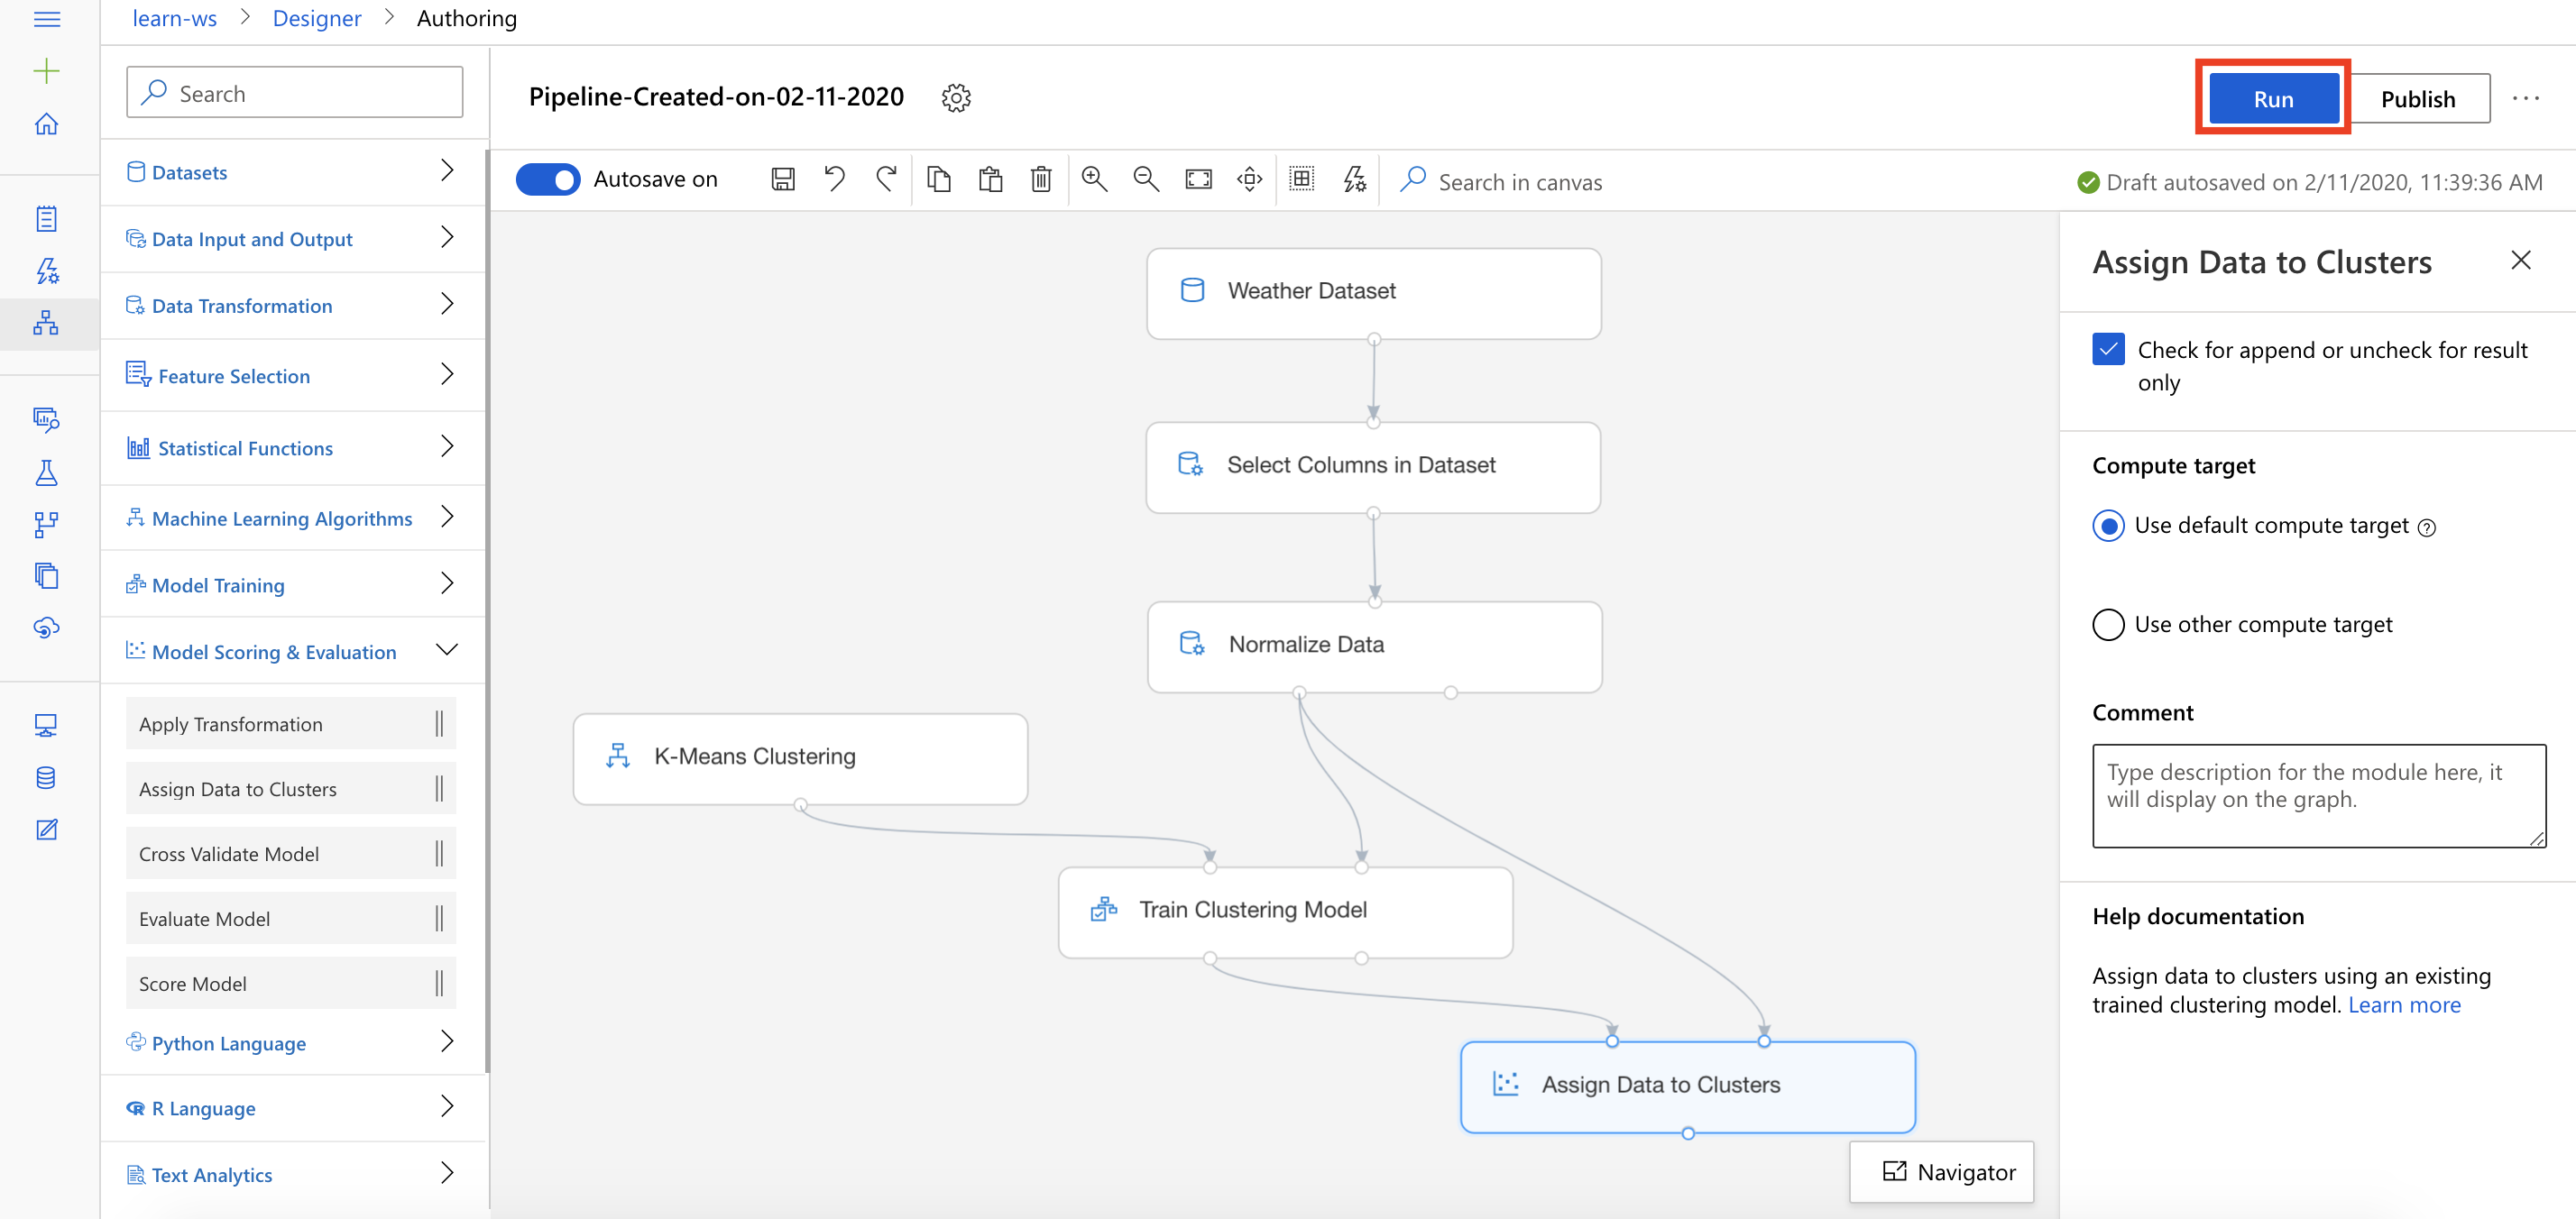 learn-ws > Designer > Authoring
Search
Datasets
Data Input and Output
Data Transformation
Feature Selection
Statistical Functions
Machine Learning Algorithms
Model Training
Model Scoring & Evaluation
Apply Transformation
Assign Data to Clusters
Cross Validate Model
Evaluate Model
Score Model
Python Language
R Language
Text Analytics
Pipeline-Created-on-02-11-2020
Run
Publish
...
Autosave on
Search in canvas
Draft autosaved on 2/11/2020, 11:39:36 AM
Weather Dataset
Select Columns in Dataset
Normalize Data
K-Means Clustering
Train Clustering Model
Assign Data to Clusters
Navigator
Assign Data to Clusters
Check for append or uncheck for result
only
Compute target
Use default compute target
Use other compute target
Comment
Type description for the module here, it
will display on the graph.
Help documentation
Assign data to clusters using an existing
trained clustering model. Learn more